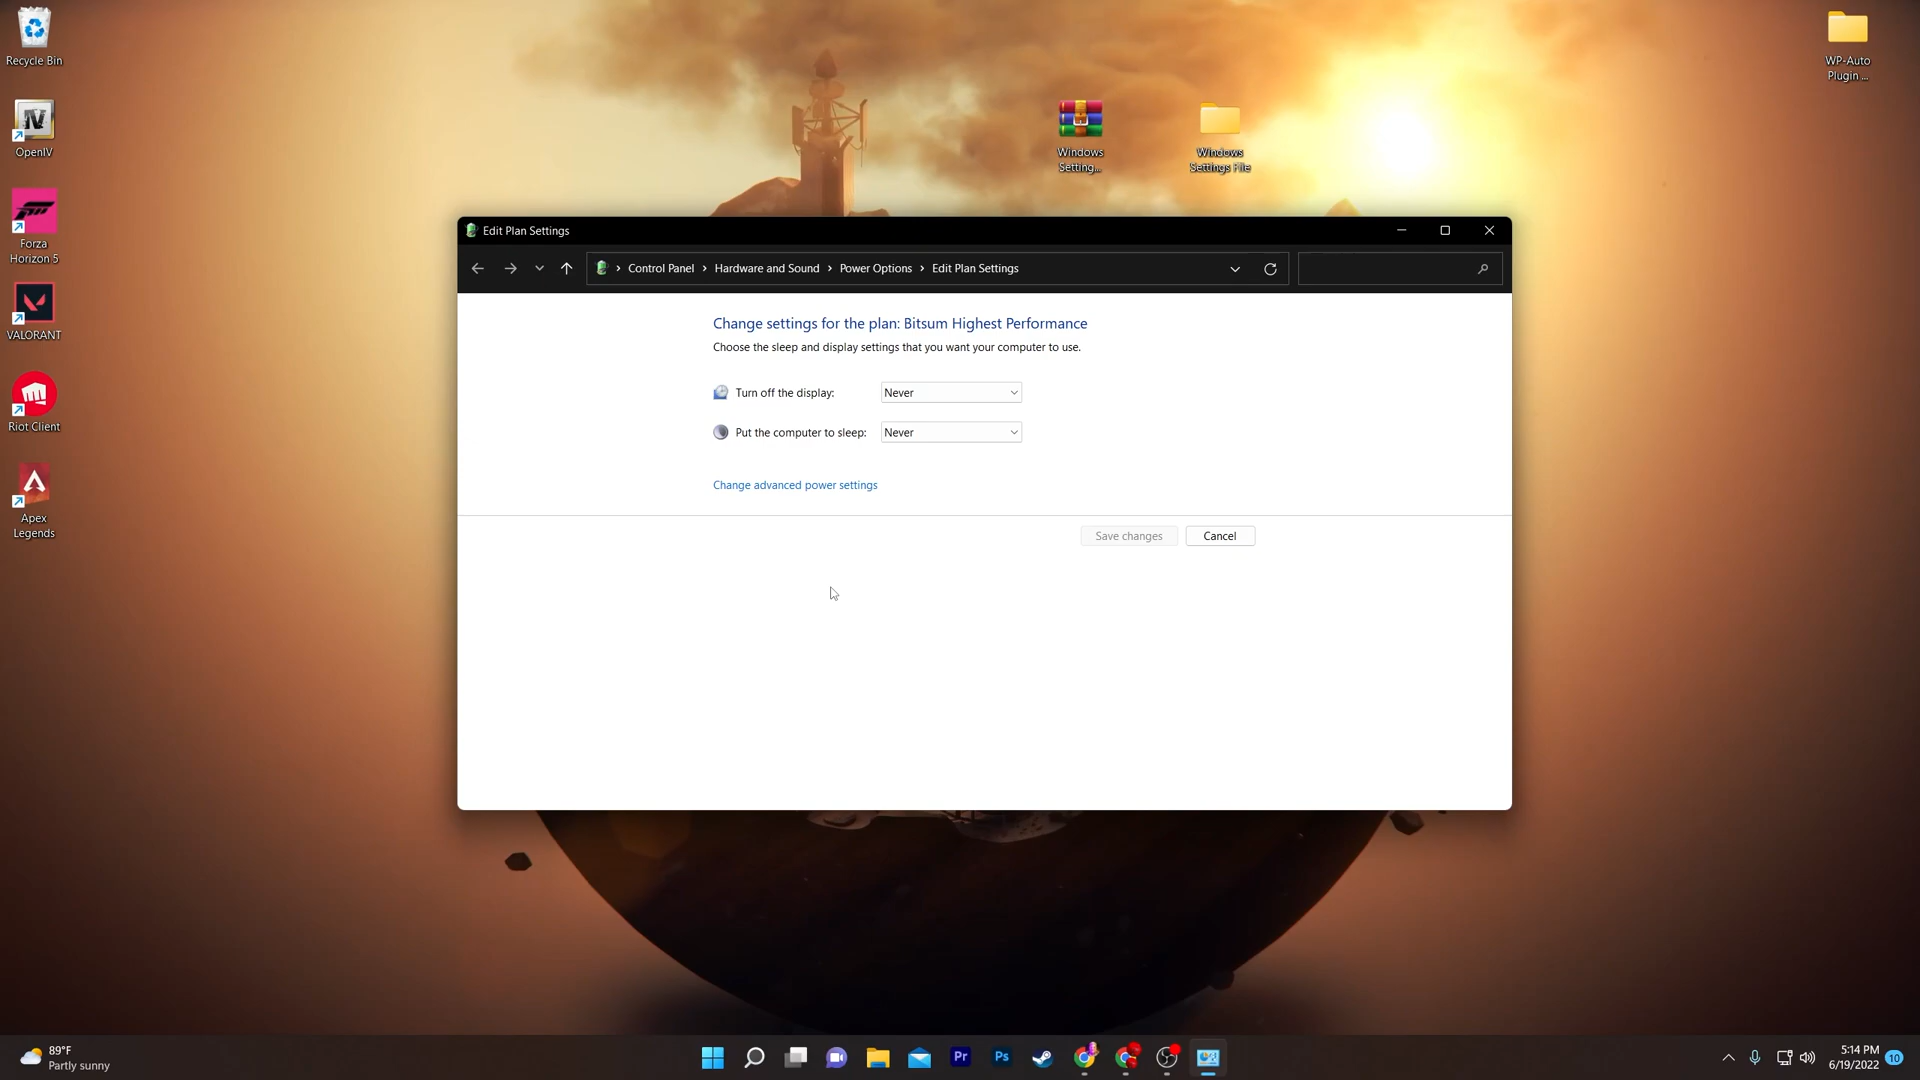 Recycle Bin
OpenIV
Forza
Horizon 5
VALORANT
Riot Client
Apex
Legends
Windows
Setting...
Windows
Settings File
WP-Auto
Plugin ...
Edit Plan Settings
Control Panel > Hardware and Sound > Power Options > Edit Plan Settings
Change settings for the plan: Bitsum Highest Performance
Choose the sleep and display settings that you want your computer to use.
Turn off the display: Never
Put the computer to sleep: Never
Change advanced power settings
Save changes Cancel
89°F
Partly sunny
Pr
Ps
5:14 PM
6/19/2022
10